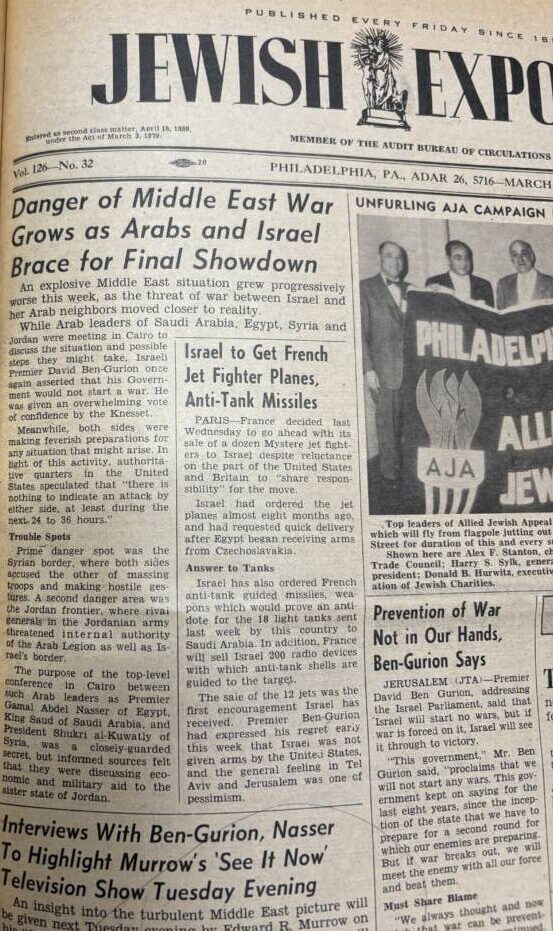 PUBLISHED EVERY FRIDAY SINCE
JEWISH EXPO
Entered as second class matter, April 18, 1889,
under the Act of March 3, 1879.
MEMBER OF THE AUDIT BUREAU OF CIRCULATIONS
Vol. 126—No. 32
20
PHILADELPHIA, PA., ADAR 26, 5716—MARCH
Danger of Middle East War
Grows as Arabs and Israel
Brace for Final Showdown
An explosive Middle East situation grew progressively
worse this week, as the threat of war between Israel and
her Arab neighbors moved closer to reality.
While Arab leaders of Saudi Arabia, Egypt, Syria and
Jordan were meeting in Cairo to
discuss the situation and possible
steps they might take, Israeli
Premier David Ben-Gurion once
again asserted that his Govern-
ment would not start a war. He
was given an overwhelming vote
of confidence by the Knesset.
Meanwhile, both sides were
making feverish preparations for
any situation that might arise. In
light of this activity, authorita-
tive quarters in the United
States speculated that "there is
nothing to indicate an attack by
either side, at least during the
next 24 to 36 hours."
Trouble Spots
Prime danger spot was the
Syrian border, where both sides
accused the other of massing
troops and making hostile ges-
tures. A second danger area was
the Jordan frontier, where rival
generals in the Jordanian army
threatened internal authority
of the Arab Legion as well as Is-
rael's border.
The purpose of the top-level
conference in Cairo between
such Arab leaders as Premier
Gamal Abdel Nasser of Egypt,
King Saud of Saudi Arabia, and
President Shukri al-Kuwatly of
Syria, was a closely-guarded
secret, but informed sources felt
that they were discussing eco-
nomic and military aid to the
sister state of Jordan.
Israel to Get French
Jet Fighter Planes,
Anti-Tank Missiles
PARIS—France decided last
Wednesday to go ahead with its
sale of a dozen Mystere jet fight-
ers to Israel despite reluctance
on the part of the United States
and Britain to "share respon-
sibility" for the move.
Israel had ordered the jet
planes almost eight months ago,
and had requested quick delivery
after Egypt began receiving arms
from Czechoslavakia.
Answer to Tanks
Israel has also ordered French
anti-tank guided missiles, wea-
pons which would prove an anti-
dote for the 18 light tanks sent
last week by this country to
Saudi Arabia. In addition, France
will sell Israel 200 radio devices
with which anti-tank shells are
guided to the target.
The sale of the 12 jets was the
first encouragement Israel has
received. Premier Ben-Gurion
had expressed his regret early
this week that Israel was not
given arms by the United States,
and the general feeling in Tel
Aviv and Jerusalem was one of
pessimism.
Interviews With Ben-Gurion, Nasser
To Highlight Murrow's 'See It Now'
Television Show Tuesday Evening
An insight into the turbulent Middle East picture will
be given next Tuesday evening by Edward R. Murrow on
UNFURLING AJA CAMPAIGN
PHILADELP
ALL
JEW
AJA
Top leaders of Allied Jewish Appeal
which will fly from flagpole jutting out
Street for duration of this and every su
Shown here are Alex F. Stanton, ch
Trade Council; Harry S. Sylk, gener
president; Donald B. Hurwitz, executiv
ation of Jewish Charities.
Prevention of War
Not in Our Hands,
Ben-Gurion Says
JERUSALEM (JTA)—Premier
David Ben Gurion, addressing
the Israel Parliament, said that
Israel will start no wars, but if
war is forced on it, Israel will see
it through to victory.
"This government," Mr. Ben
Gurion said, "proclaims that we
will not start any wars. This gov-
ernment kept on saying for the
last eight years, since the incep-
tion of the state that we have to
prepare for a second round for
which our enemies are preparing.
But if war breaks out, we will
meet the enemy with all our force
and beat them.
Must Share Blame
"We always thought and now
that war can be prevent-